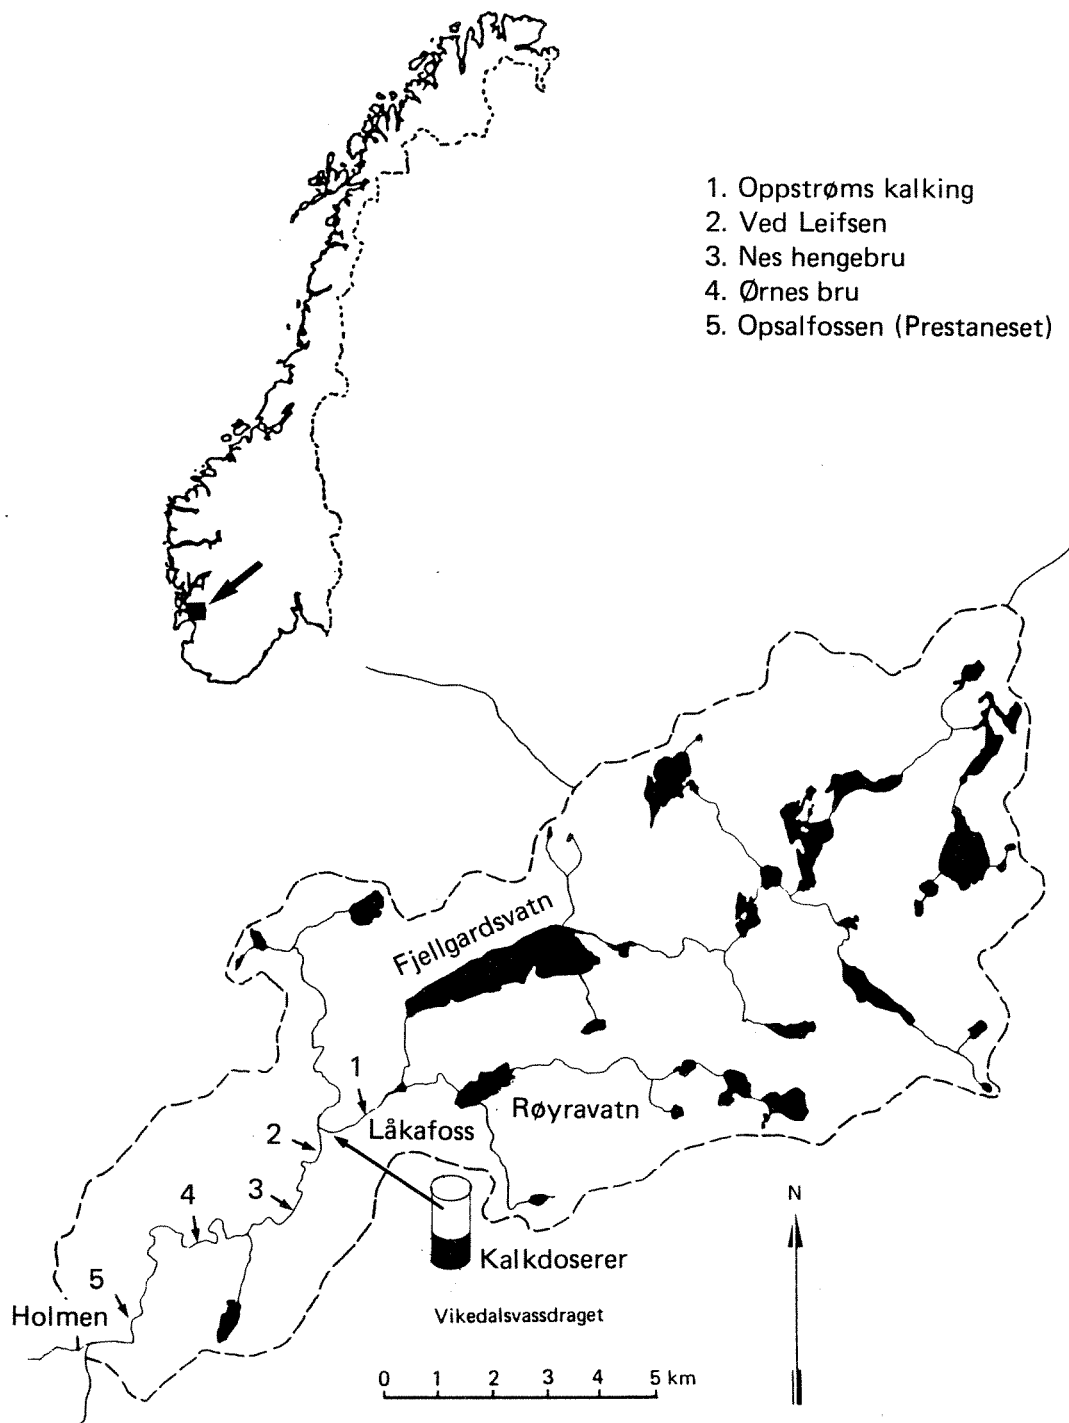 1. Oppstrøms kalking
2. Ved Leifsen
3. Nes hengebru
4. Ørnes bru
5. Opsalfossen (Prestaneset)
Fjellgardsvatn
1
Røyravatn
Låkafoss
2
3
4
N
Kalkdoserer
5
Holmen
Vikedalsvassdraget
0 1 2 3 4 5 km